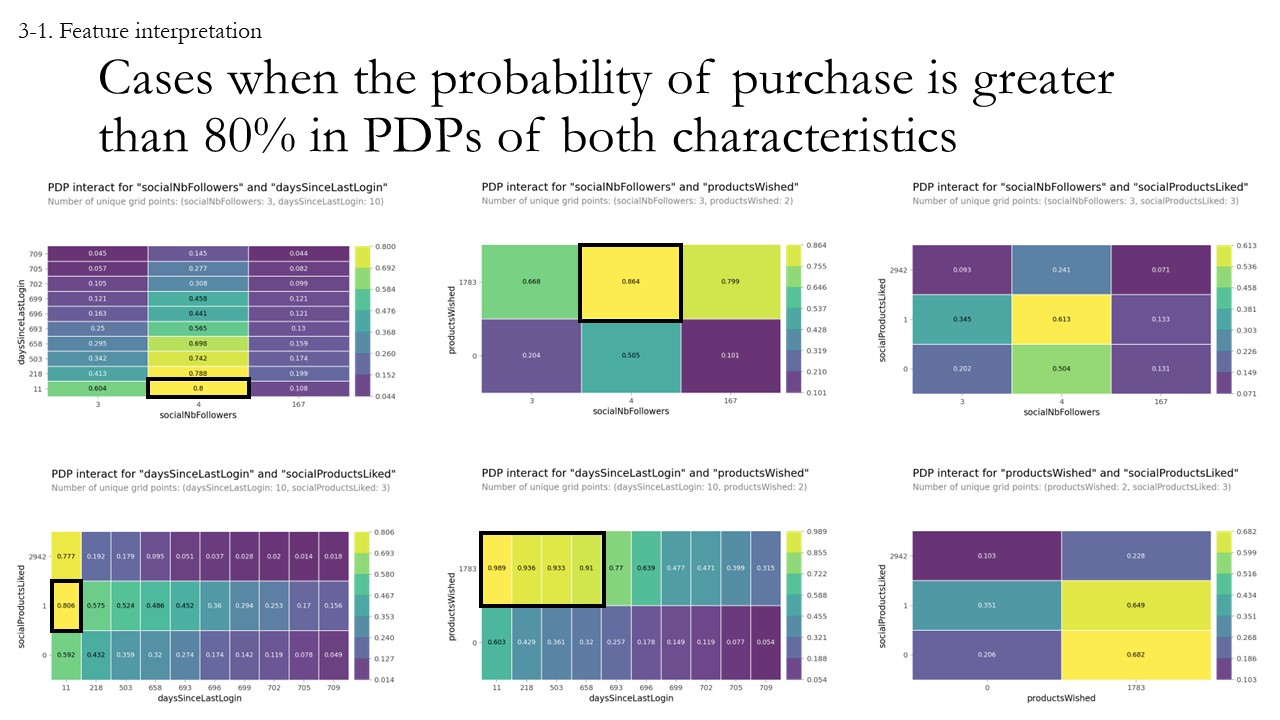 3-1. Feature interpretation
Cases when the probability of purchase is greater
than 80% in PDPs of both characteristics
PDP interact for "socialNbFollowers" and "daysSinceLastLogin"
Number of unique grid points: (socialNbFollowers: 3, daysSinceLastLogin: 10)
709 0.045 0.145 0.044
705 0.057 0.277 0.082
702 0.105 0.308 0.099
699 0.121 0.458 0.121
696 0.163 0.441 0.121
693 0.25 0.565 0.13
658 0.295 0.698 0.159
503 0.342 0.742 0.174
218 0.413 0.788 0.199
11 0.604 0.8 0.108
3 4 167
socialNbFollowers
daysSinceLastLogin
0.800
0.692
0.584
0.476
0.368
0.260
0.152
0.044
PDP interact for "socialNbFollowers" and "productsWished"
Number of unique grid points: (socialNbFollowers: 3, productsWished: 2)
1783 0.668 0.864 0.799
0 0.204 0.505 0.101
3 4 167
socialNbFollowers
productsWished
0.864
0.755
0.646
0.537
0.428
0.319
0.210
0.101
PDP interact for "socialNbFollowers" and "socialProductsLiked"
Number of unique grid points: (socialNbFollowers: 3, socialProductsLiked: 3)
2942 0.093 0.241 0.071
1 0.345 0.613 0.133
0 0.202 0.504 0.131
3 4 167
socialNbFollowers
socialProductsLiked
0.613
0.536
0.458
0.381
0.303
0.226
0.149
0.071
PDP interact for "daysSinceLastLogin" and "socialProductsLiked"
Number of unique grid points: (daysSinceLastLogin: 10, socialProductsLiked: 3)
2942 0.777 0.192 0.179 0.095 0.051 0.037 0.028 0.02 0.014 0.018
1 0.806 0.575 0.524 0.486 0.452 0.36 0.294 0.253 0.17 0.156
0 0.592 0.432 0.359 0.32 0.274 0.174 0.142 0.119 0.078 0.049
11 218 503 658 693 696 699 702 705 709
daysSinceLastLogin
socialProductsLiked
0.806
0.693
0.580
0.467
0.353
0.240
0.127
0.014
PDP interact for "daysSinceLastLogin" and "productsWished"
Number of unique grid points: (daysSinceLastLogin: 10, productsWished: 2)
1783 0.989 0.936 0.933 0.91 0.77 0.639 0.477 0.471 0.399 0.315
0 0.603 0.429 0.361 0.32 0.257 0.178 0.149 0.119 0.077 0.054
11 218 503 658 693 696 699 702 705 709
daysSinceLastLogin
productsWished
0.989
0.855
0.722
0.588
0.455
0.321
0.188
0.054
PDP interact for "productsWished" and "socialProductsLiked"
Number of unique grid points: (productsWished: 2, socialProductsLiked: 3)
2942 0.103 0.228
1 0.351 0.649
0 0.206 0.682
0 1783
productsWished
socialProductsLiked
0.682
0.599
0.516
0.434
0.351
0.268
0.186
0.103